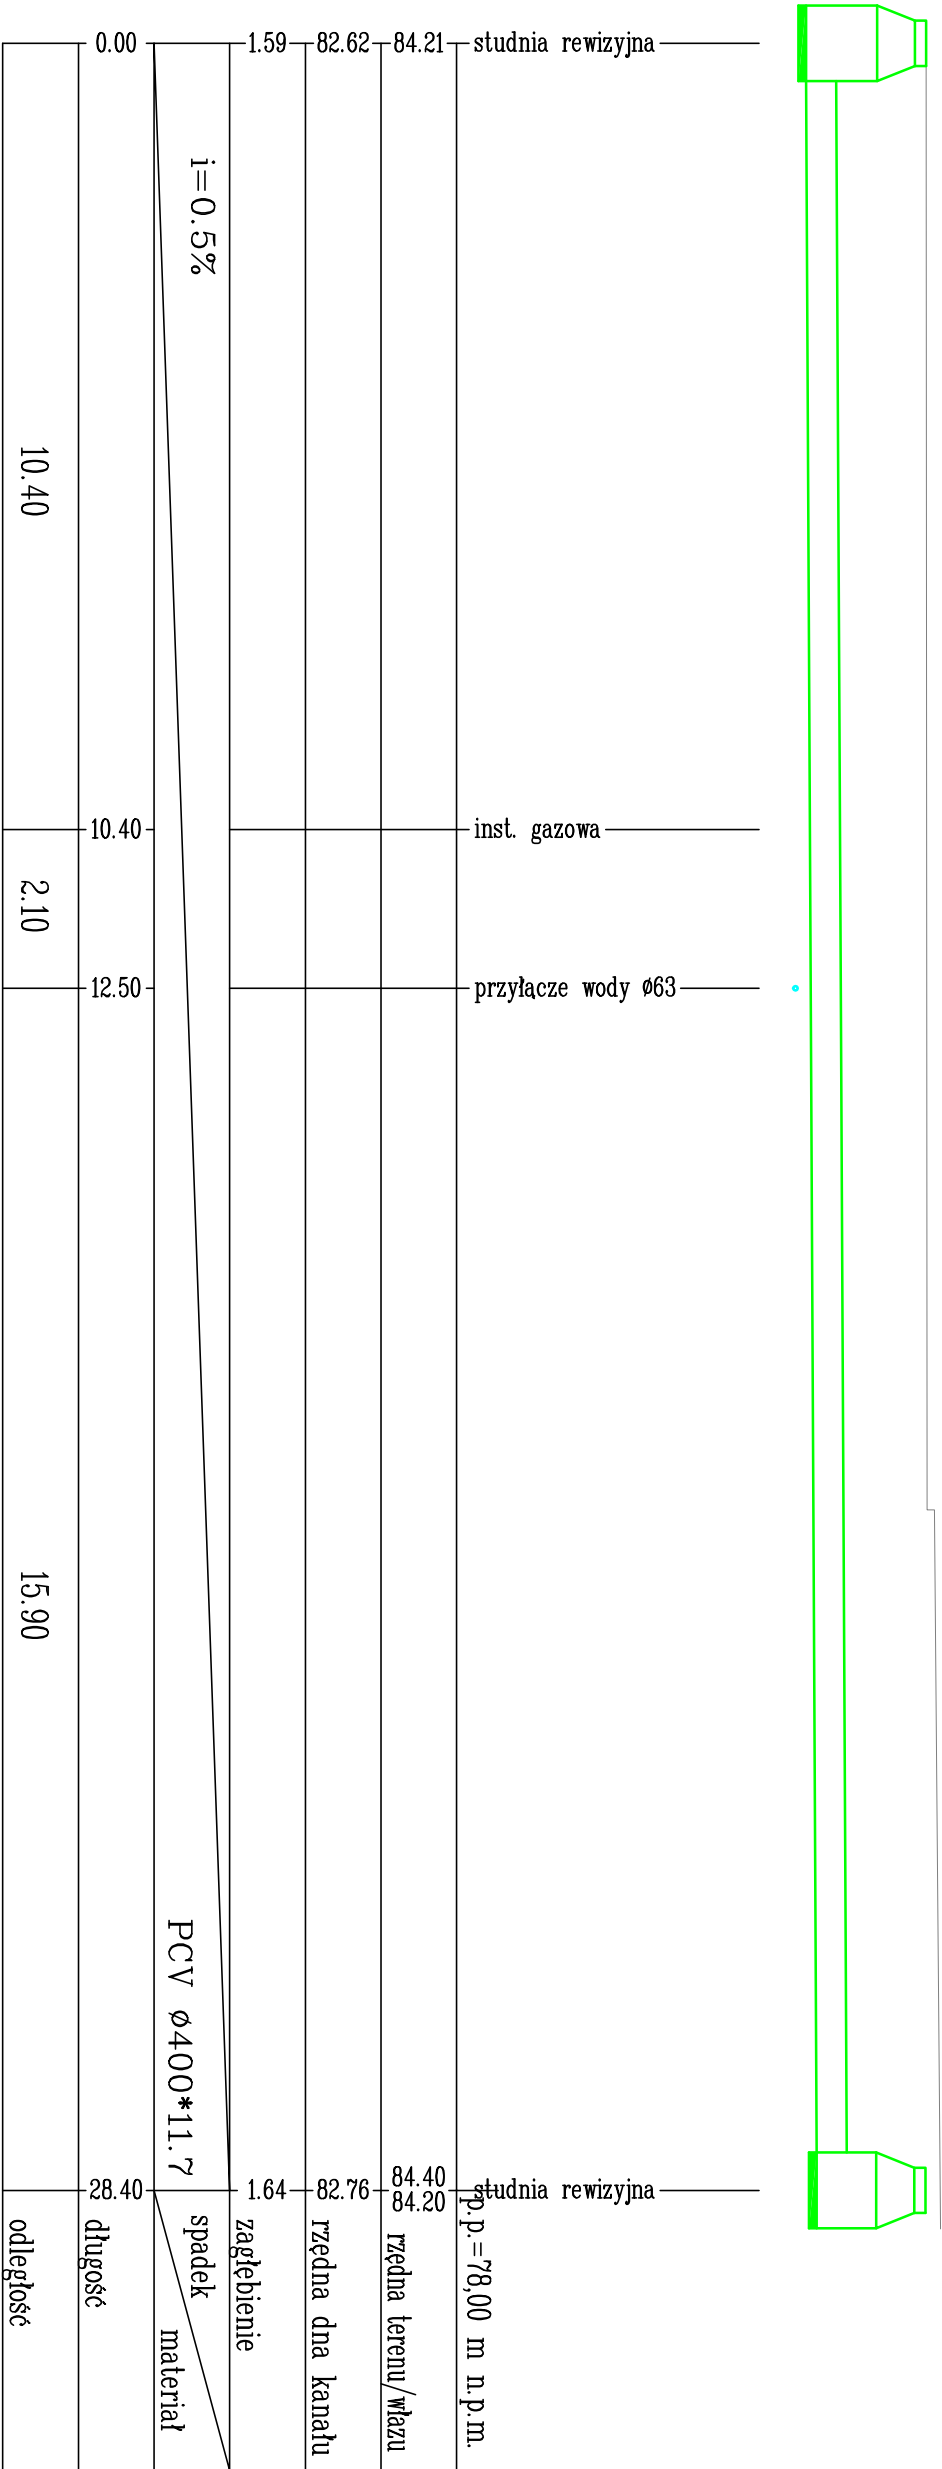 0.00 1.59 82.62 84.21 studnia rewizyjna
i=0.5%
10.40
10.40 inst. gazowa
2.10
12.50 przyłącze wody ø63
15.90
PCV ø400*11.7
28.40 1.64 82.76 84.40 84.20 studnia rewizyjna
p.p.=78,00 m n.p.m.
rzędna terenu/włazu
rzędna dna kanału
zagłębienie
spadek
materiał
długość
odległość